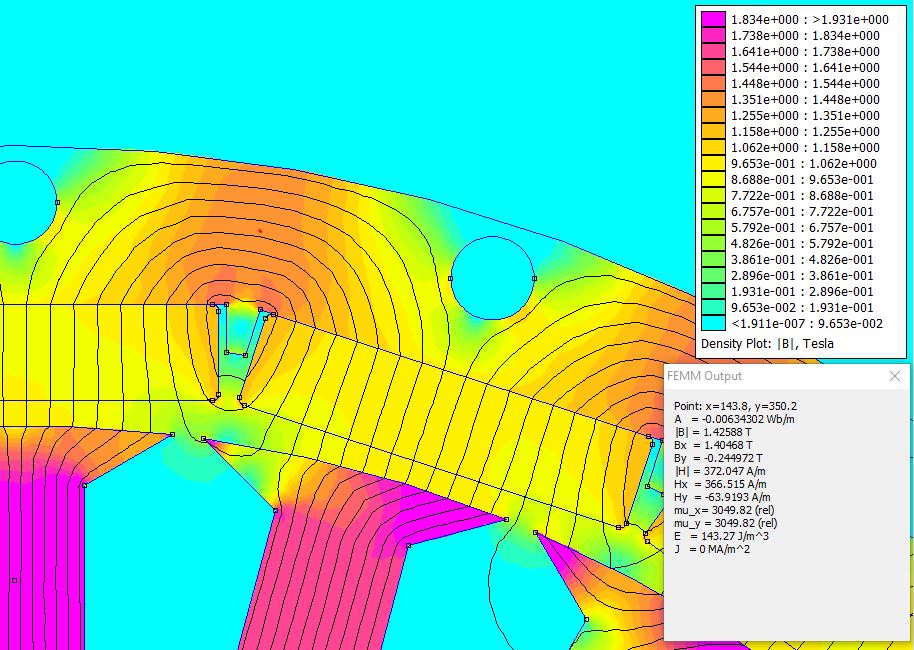 1.834e+000 : >1.931e+000
1.738e+000 : 1.834e+000
1.641e+000 : 1.738e+000
1.544e+000 : 1.641e+000
1.448e+000 : 1.544e+000
1.351e+000 : 1.448e+000
1.255e+000 : 1.351e+000
1.158e+000 : 1.255e+000
1.062e+000 : 1.158e+000
9.653e-001 : 1.062e+000
8.688e-001 : 9.653e-001
7.722e-001 : 8.688e-001
6.757e-001 : 7.722e-001
5.792e-001 : 6.757e-001
4.826e-001 : 5.792e-001
3.861e-001 : 4.826e-001
2.896e-001 : 3.861e-001
1.931e-001 : 2.896e-001
9.653e-002 : 1.931e-001
<1.911e-007 : 9.653e-002
Density Plot: |B|, Tesla
FEMM Output
Point: x=143.8, y=350.2
A = -0.00634302 Wb/m
|B| = 1.42588 T
Bx = 1.40468 T
By = -0.244972 T
|H| = 372.047 A/m
Hx = 366.515 A/m
Hy = -63.9193 A/m
mu_x= 3049.82 (rel)
mu_y = 3049.82 (rel)
E = 143.27 J/m^3
J = 0 MA/m^2